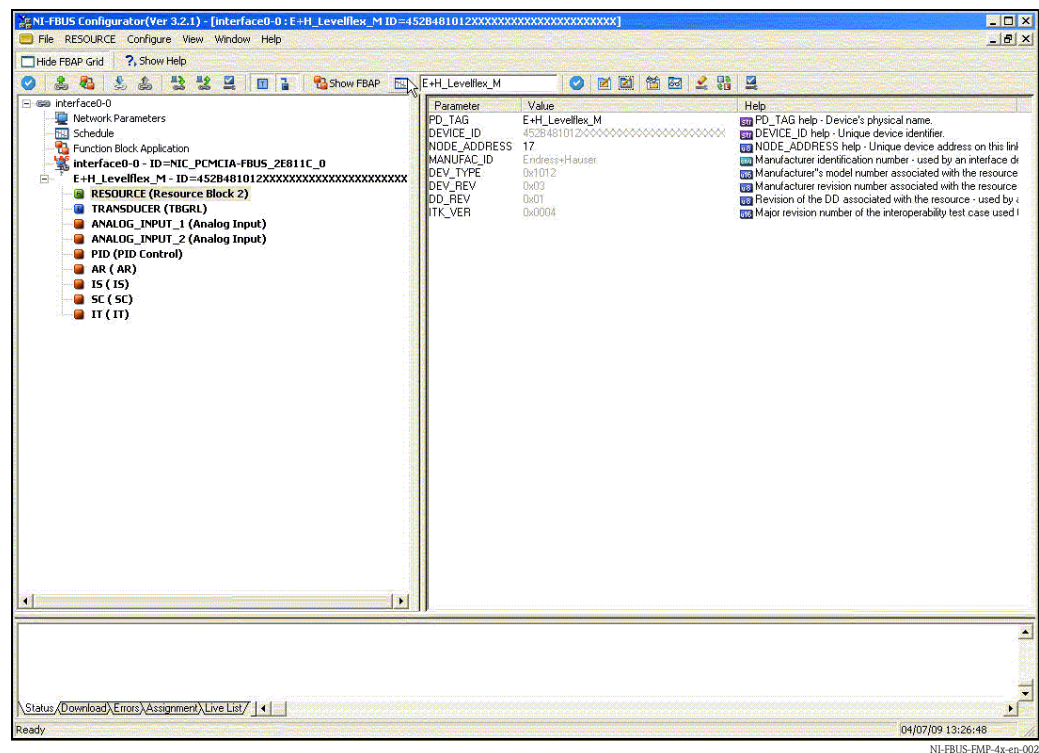 NI-FBUS Configurator(Ver 3.2.1) - [interface0-0 : E+H_Levelflex_M ID=452B481012XXXXXXXXXXXXXXXXXXXXXX]
File RESOURCE Configure View Window Help
Hide FBAP Grid ?, Show Help
Show FBAP E+H_Levelflex_M
interface0-0
Network Parameters
Schedule
Function Block Application
interface0-0 - ID=NIC_PCMCIA-FBUS_2E811C_0
E+H_Levelflex_M - ID=452B481012XXXXXXXXXXXXXXXXXXXXXX
RESOURCE (Resource Block 2)
TRANSDUCER (TBGRL)
ANALOG_INPUT_1 (Analog Input)
ANALOG_INPUT_2 (Analog Input)
PID (PID Control)
AR ( AR)
IS ( IS)
SC ( SC)
IT ( IT)
Parameter Value Help
PD_TAG E+H_Levelflex_M PD_TAG help - Device's physical name.
DEVICE_ID 452B481012XXXXXXXXXXXXXXXXXXXXXX DEVICE_ID help - Unique device identifier.
NODE_ADDRESS 17 NODE_ADDRESS help - Unique device address on this link
MANUFAC_ID Endress+Hauser Manufacturer identification number - used by an interface de
DEV_TYPE 0x1012 Manufacturer"s model number associated with the resource
DEV_REV 0x03 Manufacturer revision number associated with the resource
DD_REV 0x01 Revision of the DD associated with the resource - used by a
ITK_VER 0x0004 Major revision number of the interoperability test case used
Status Download Errors Assignment Live List
Ready 04/07/09 13:26:48
NI-FBUS-FMP-4x-en-002